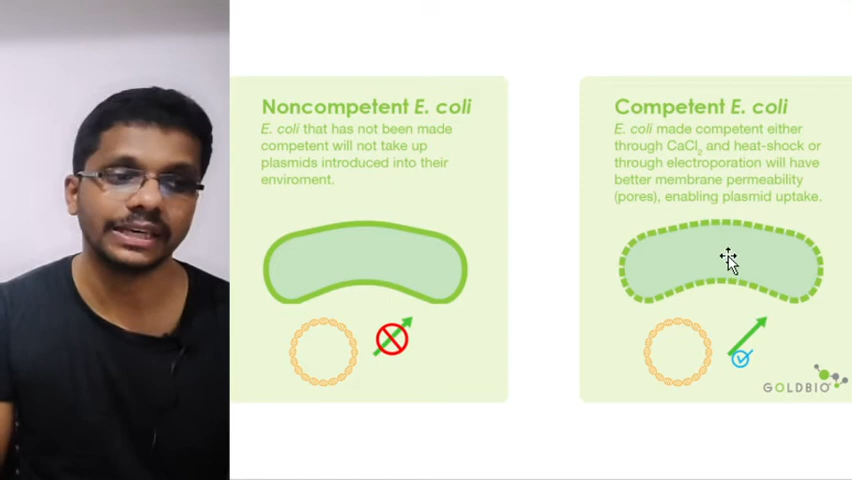 Noncompetent E. coli
E. coli that has not been made
competent will not take up
plasmids introduced into their
enviroment.
Competent E. coli
E. coli made competent either
through CaCl₂ and heat-shock or
through electroporation will have
better membrane permeability
(pores), enabling plasmid uptake.
GOLDBIO